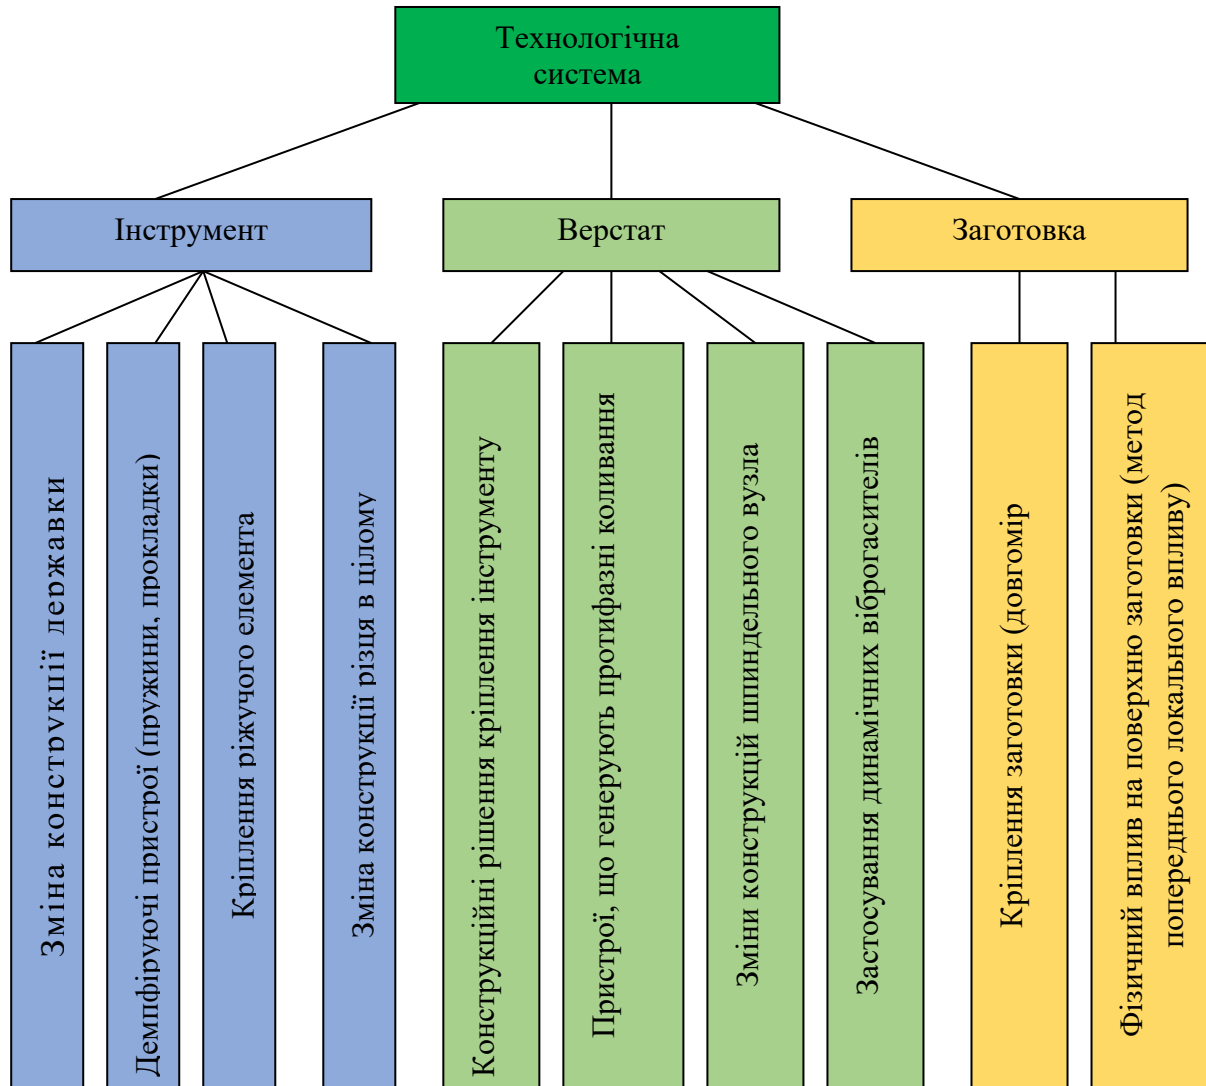 Технологічна
система
Інструмент
Верстат
Заготовка
Зміна конструкції державки
Демпфіруючі пристрої (пружини, прокладки)
Кріплення ріжучого елемента
Зміна конструкції різця в цілому
Конструкційні рішення кріплення інструменту
Пристрої, що генерують протифазні коливання
Зміни конструкцій шпиндельного вузла
Застосування динамічних віброгасителів
Кріплення заготовки (довгомір
Фізичний вплив на поверхню заготовки (метод
попереднього локального впливу)